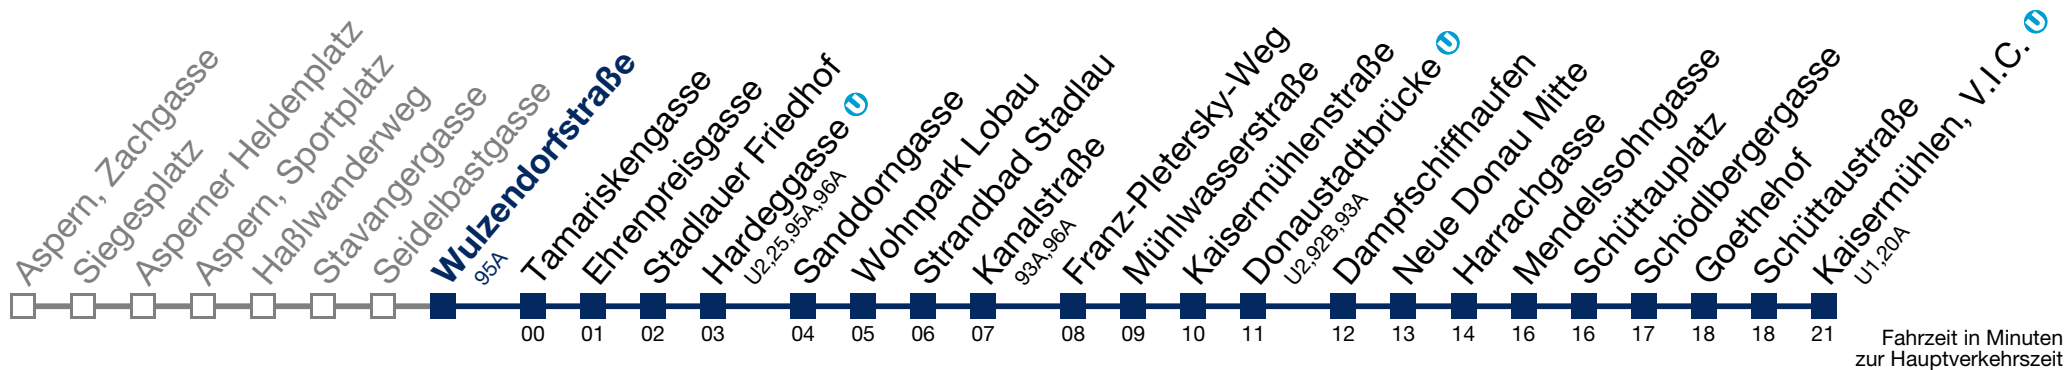 Aspern, Zachgasse
Siegesplatz
Asperner Heldenplatz
Aspern, Sportplatz
Haßlwanderweg
Stavangergasse
Seidelbastgasse
Wulzendorfstraße
95A
Tamariskengasse
Ehrenpreisgasse
Stadlauer Friedhof
Hardeggasse U
U2,25,95A,96A
Sanddorngasse
Wohnpark Lobau
Strandbad Stadlau
Kanalstraße
93A,96A
Franz-Pletersky-Weg
Mühlwasserstraße
Kaisermühlenstraße
Donaustadtbrücke U
U2,92B,93A
Dampfschiffhaufen
Neue Donau Mitte
Harrachgasse
Mendelssohngasse
Schüttauplatz
Schödlbergergasse
Goethehof
Schüttaustraße
Kaisermühlen, V.I.C. U
U1,20A
00 01 02 03 04 05 06 07 08 09 10 11 12 13 14 16 16 17 18 18 21
Fahrzeit in Minuten
zur Hauptverkehrszeit